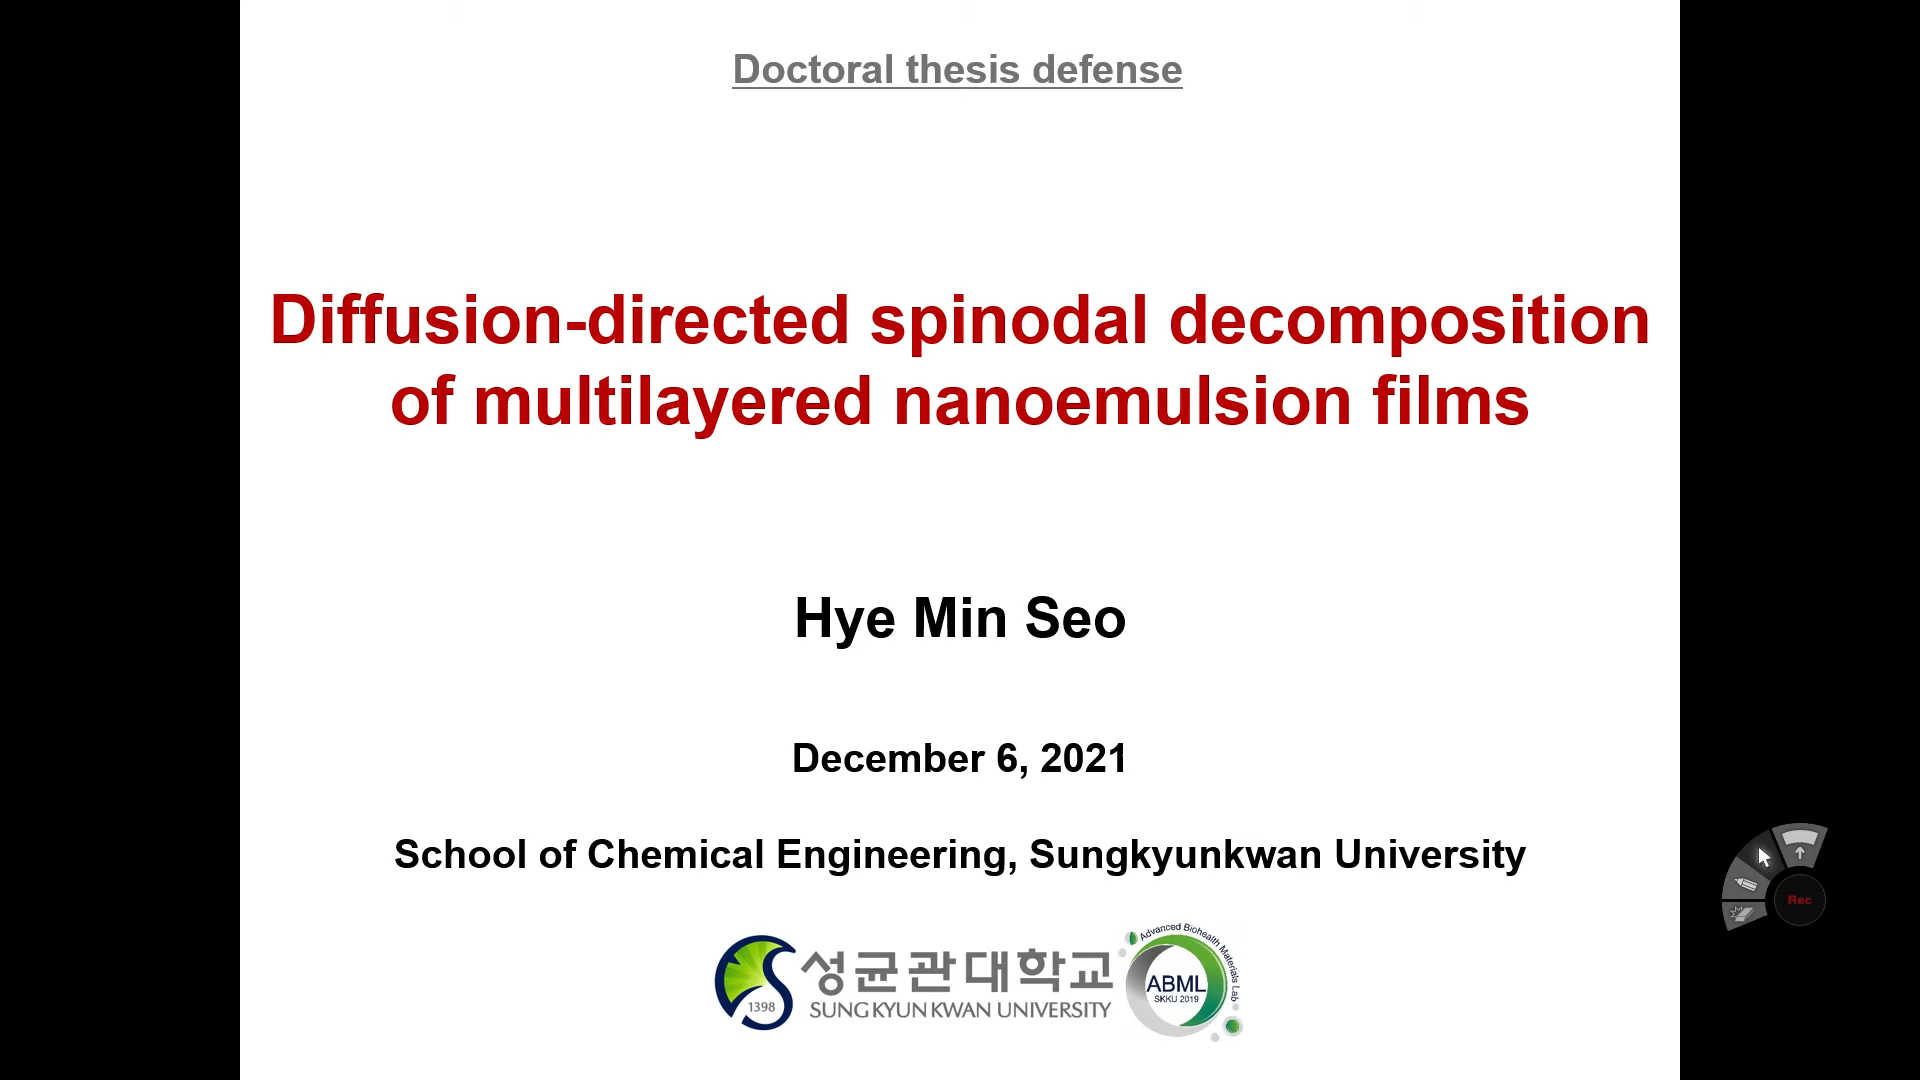 Doctoral thesis defense
Diffusion-directed spinodal decomposition
of multilayered nanoemulsion films
Hye Min Seo
December 6, 2021
School of Chemical Engineering, Sungkyunkwan University
1398
성균관대학교
SUNG KYUN KWAN UNIVERSITY
Advanced Biohealth Materials Lab
ABML
SKKU 2019
Rec